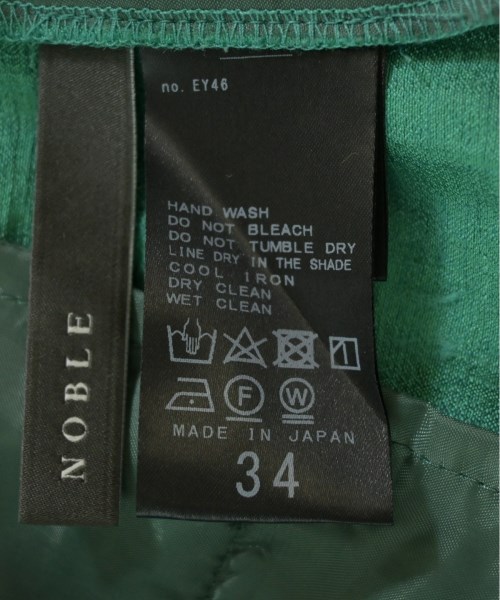 no. EY46
HAND WASH
DO NOT BLEACH
DO NOT TUMBLE DRY
LINE DRY IN THE SHADE
COOL IRON
DRY CLEAN
WET CLEAN
F W
MADE IN JAPAN
34
NOBLE